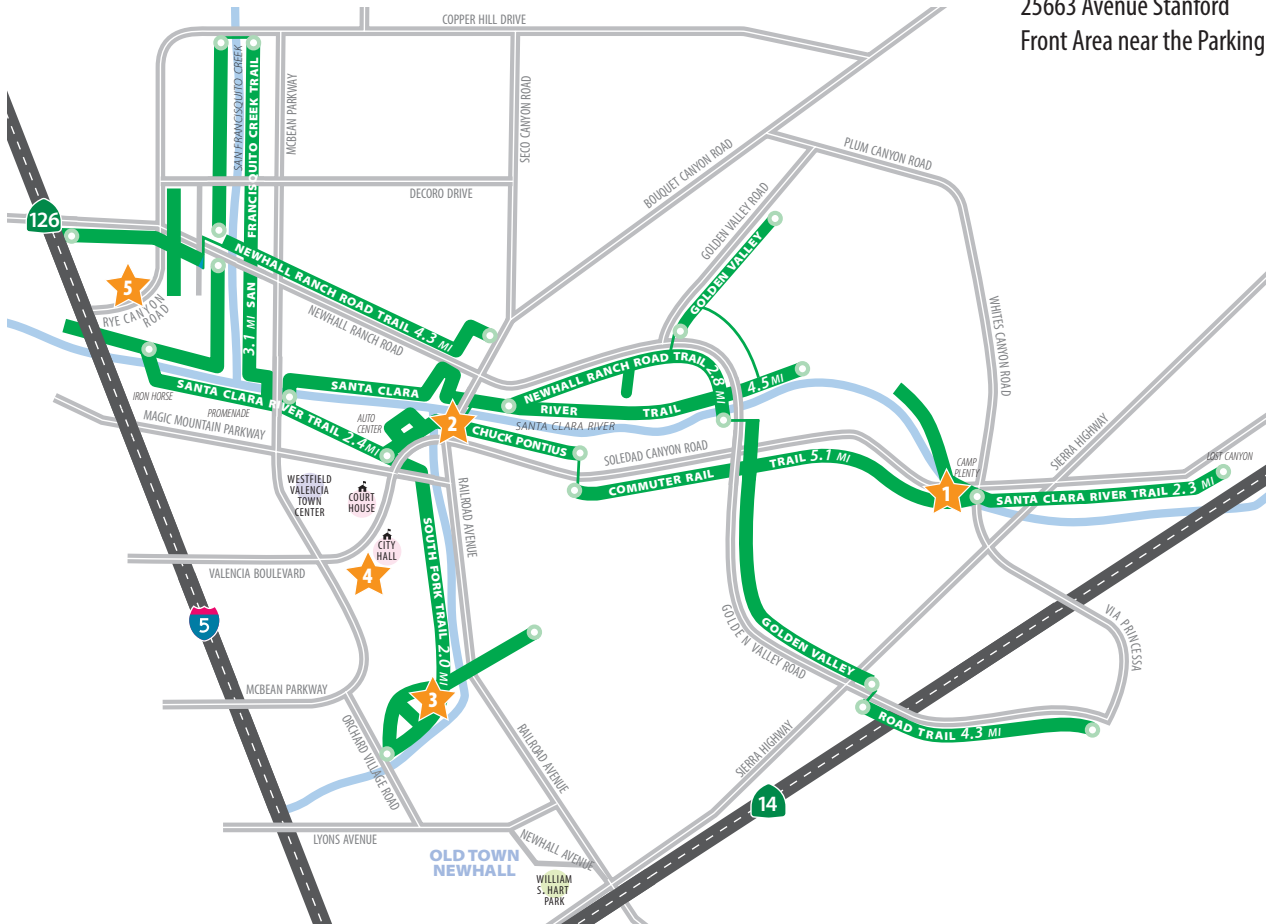 25663 Avenue Stanford
Front Area near the Parking
COPPER HILL DRIVE
SAN FRANCISQUITO CREEK
3.1 MI SAN FRANCISQUITO CREEK TRAIL
MCBEAN PARKWAY
SECO CANYON ROAD
DECORO DRIVE
BOUQUET CANYON ROAD
PLUM CANYON ROAD
GOLDEN VALLEY ROAD
GOLDEN VALLEY
126
5
RYE CANYON
ROAD
NEWHALL RANCH ROAD TRAIL 4.3 MI
NEWHALL RANCH ROAD
WHITES CANYON ROAD
NEWHALL RANCH ROAD TRAIL 2.8 MI
SANTA CLARA
RIVER
TRAIL
4.5 MI
IRON HORSE
PROMENADE
SANTA CLARA RIVER TRAIL 2.4MI
MAGIC MOUNTAIN PARKWAY
AUTO
CENTER
2
SANTA CLARA RIVER
CHUCK PONTIUS
SOLEDAD CANYON ROAD
COMMUTER RAIL
TRAIL 5.1 MI
SIERRA HIGHWAY
CAMP
PLENTY
LOST CANYON
1
SANTA CLARA RIVER TRAIL 2.3 MI
WESTFIELD
VALENCIA
TOWN
CENTER
COURT
HOUSE
RAILROAD AVENUE
CITY
HALL
4
SOUTH FORK TRAIL 2.0 MI
VALENCIA BOULEVARD
5
GOLDE N VALLEY ROAD
GOLDEN VALLEY
VIA PRINCESSA
MCBEAN PARKWAY
3
ORCHARD VILLAGE ROAD
RAILROAD AVENUE
ROAD TRAIL 4.3 MI
SIERRA HIGHWAY
14
LYONS AVENUE
OLD TOWN
NEWHALL
NEWHALL AVENUE
WILLIAM
S. HART
PARK